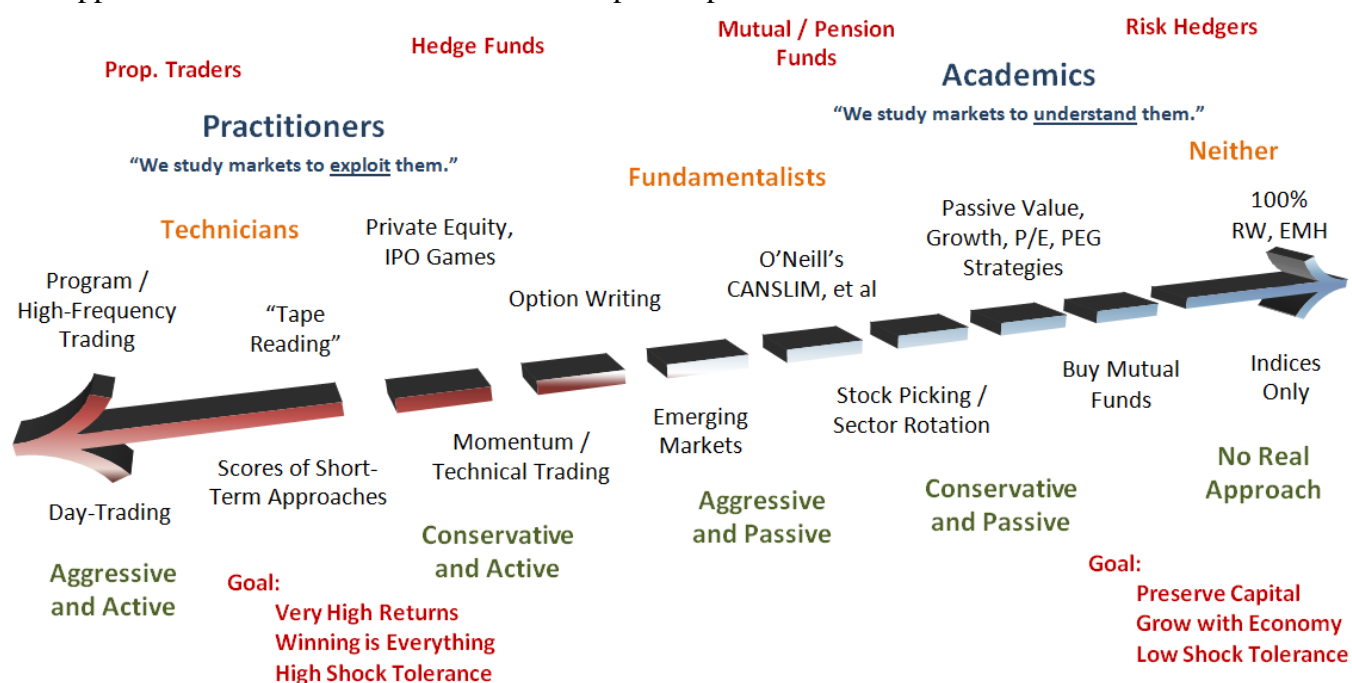 Prop. Traders
Hedge Funds
Mutual / Pension
Funds
Risk Hedgers
Practitioners
“We study markets to exploit them.”
Academics
“We study markets to understand them.”
Technicians
Fundamentalists
Neither
Program /
High-Frequency
Trading
“Tape
Reading”
Private Equity,
IPO Games
Option Writing
O’Neill’s
CANSLIM, et al
Passive Value,
Growth, P/E, PEG
Strategies
100%
RW, EMH
Day-Trading
Scores of Short-
Term Approaches
Momentum /
Technical Trading
Emerging
Markets
Stock Picking /
Sector Rotation
Buy Mutual
Funds
Indices
Only
Aggressive
and Active
Conservative
and Active
Aggressive
and Passive
Conservative
and Passive
No Real
Approach
Goal:
Very High Returns
Winning is Everything
High Shock Tolerance
Goal:
Preserve Capital
Grow with Economy
Low Shock Tolerance